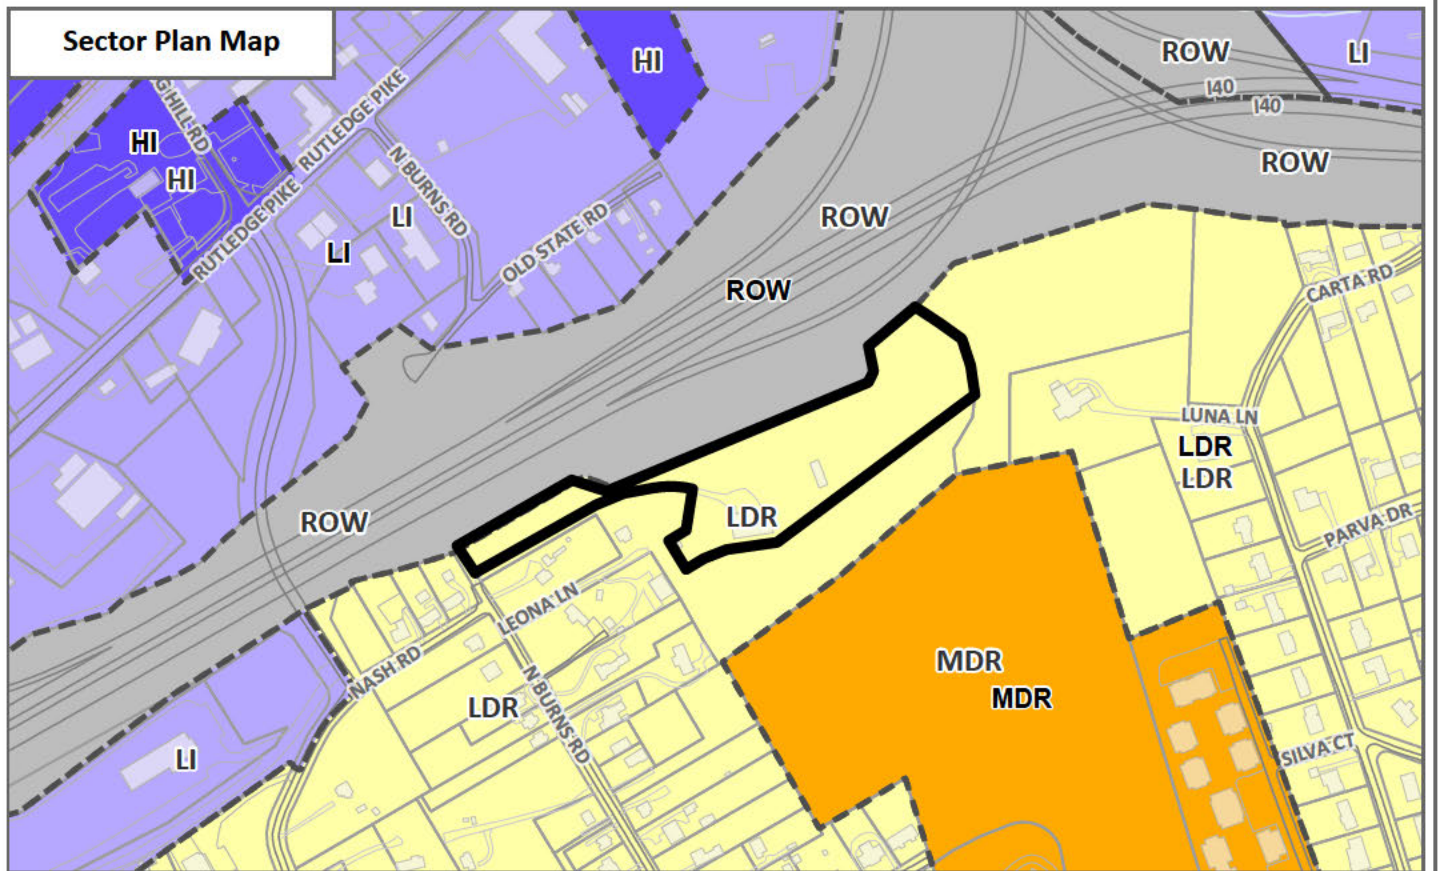 Sector Plan Map
HI
ROW
LI
I40
I40
G HILL RD
RUTLEDGE PIKE
HI
HI
N BURNS RD
ROW
RUTLEDGE PIKE
LI
LI
OLD STATE RD
ROW
ROW
CARTA RD
LUNA LN
LDR
LDR
LDR
ROW
PARVA DR
LEONA LN
NASH RD
LDR
N BURNS RD
MDR
MDR
LI
SILVA CT